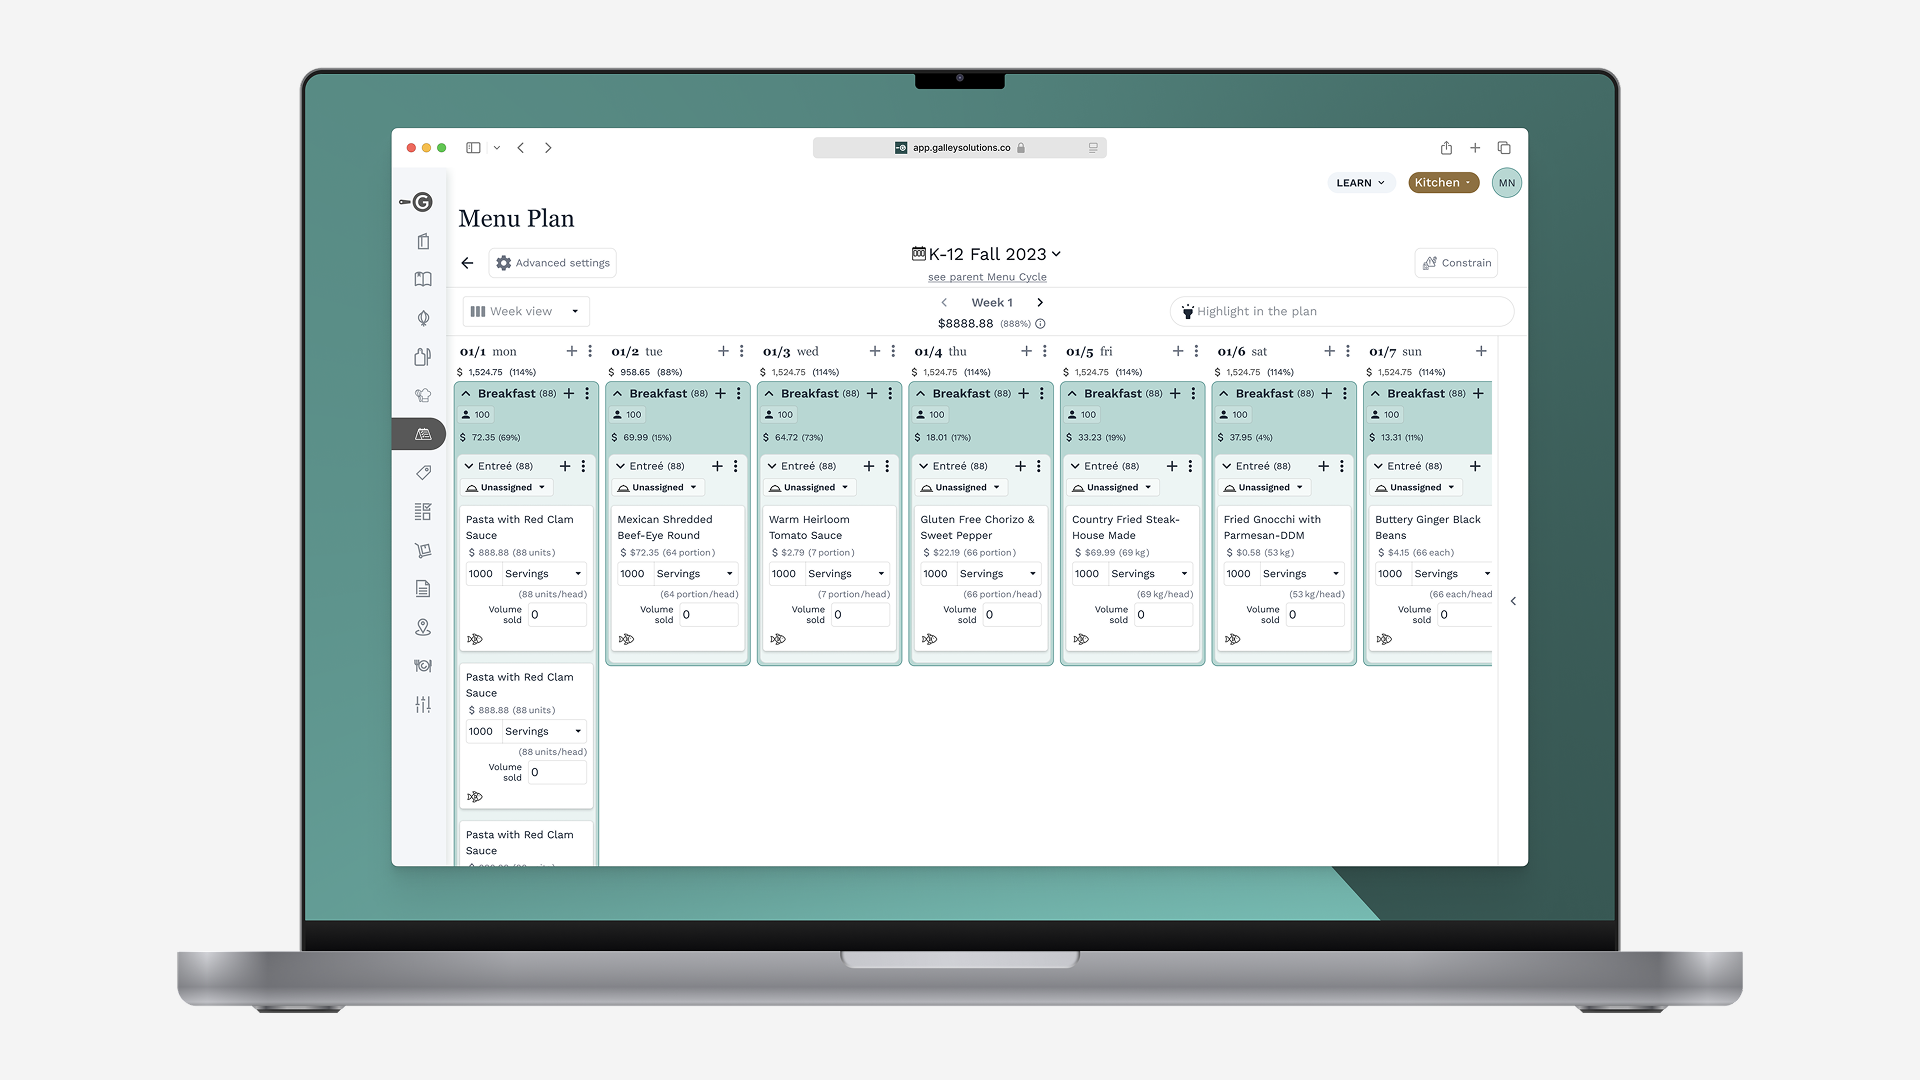 app.galleysolutions.co
LEARN
Kitchen
MN
G
Menu Plan
Advanced settings
K-12 Fall 2023
see parent Menu Cycle
Constrain
Week view
Week 1
$8888.88 (888%)
Highlight in the plan
01/1 mon
$ 1,524.75 (114%)
Breakfast (88)
100
$ 72.35 (69%)
Entreé (88)
Unassigned
Pasta with Red Clam
Sauce
$ 888.88 (88 units)
1000 Servings
(88 units/head)
Volume
sold
0
Pasta with Red Clam
Sauce
$ 888.88 (88 units)
1000 Servings
(88 units/head)
Volume
sold
0
Pasta with Red Clam
Sauce
01/2 tue
$ 958.65 (88%)
Breakfast (88)
100
$ 69.99 (15%)
Entreé (88)
Unassigned
Mexican Shredded
Beef-Eye Round
$ $72.35 (64 portion)
1000 Servings
(64 portion/head)
Volume
sold
0
01/3 wed
$ 1,524.75 (114%)
Breakfast (88)
100
$ 64.72 (73%)
Entreé (88)
Unassigned
Warm Heirloom
Tomato Sauce
$ $2.79 (7 portion)
1000 Servings
(7 portion/head)
Volume
sold
0
01/4 thu
$ 1,524.75 (114%)
Breakfast (88)
100
$ 18.01 (17%)
Entreé (88)
Unassigned
Gluten Free Chorizo &
Sweet Pepper
$ $22.19 (66 portion)
1000 Servings
(66 portion/head)
Volume
sold
0
01/5 fri
$ 1,524.75 (114%)
Breakfast (88)
100
$ 33.23 (19%)
Entreé (88)
Unassigned
Country Fried Steak-
House Made
$ $69.99 (69 kg)
1000 Servings
(69 kg/head)
Volume
sold
0
01/6 sat
$ 1,524.75 (114%)
Breakfast (88)
100
$ 37.95 (4%)
Entreé (88)
Unassigned
Fried Gnocchi with
Parmesan-DDM
$ $0.58 (53 kg)
1000 Servings
(53 kg/head)
Volume
sold
0
01/7 sun
$ 1,524.75 (114%)
Breakfast (88)
100
$ 13.31 (11%)
Entreé (88)
Unassigned
Buttery Ginger Black
Beans
$ $4.15 (66 each)
1000 Servings
(66 each/head
Volume
sold
0